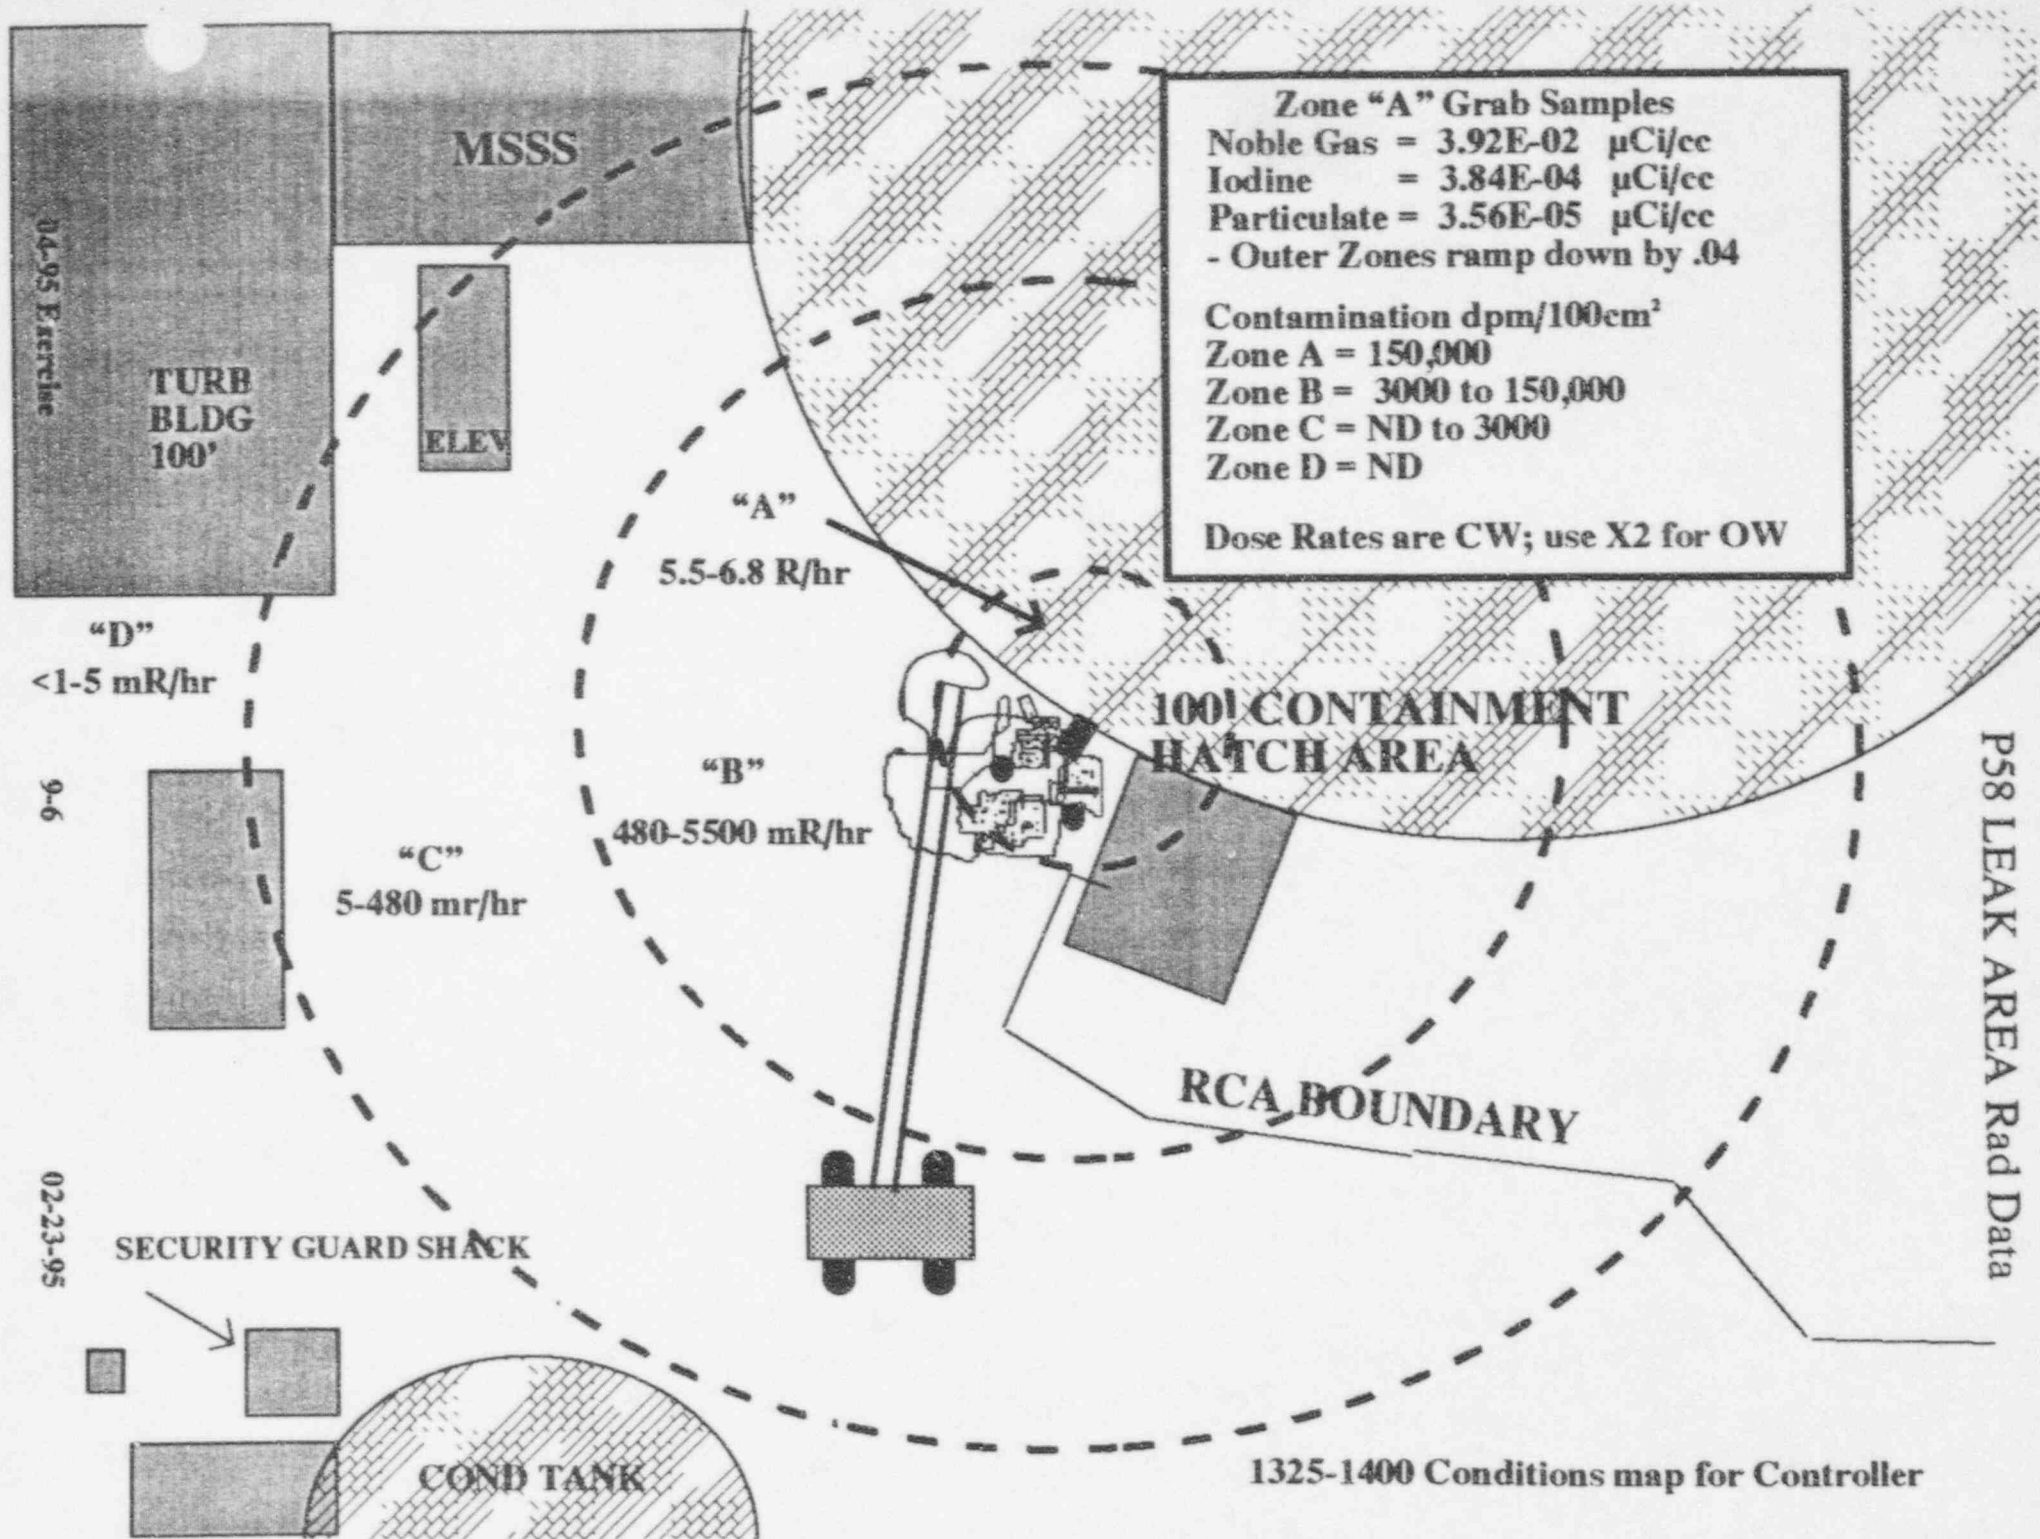 MSSS
Zone “A” Grab Samples
Noble Gas = 3.92E-02 µCi/cc
Iodine = 3.84E-04 µCi/cc
Particulate = 3.56E-05 µCi/cc
- Outer Zones ramp down by .04
Contamination dpm/100cm²
Zone A = 150,000
Zone B = 3000 to 150,000
Zone C = ND to 3000
Zone D = ND
Dose Rates are CW; use X2 for OW
04-95 Exercise
TURB
BLDG
100'
ELEV
“A”
5.5-6.8 R/hr
“D”
<1-5 mR/hr
100' CONTAINMENT
HATCH AREA
“B”
480-5500 mR/hr
“C”
5-480 mr/hr
9-6
P58 LEAK AREA Rad Data
RCA BOUNDARY
02-23-95
SECURITY GUARD SHACK
COND TANK
1325-1400 Conditions map for Controller